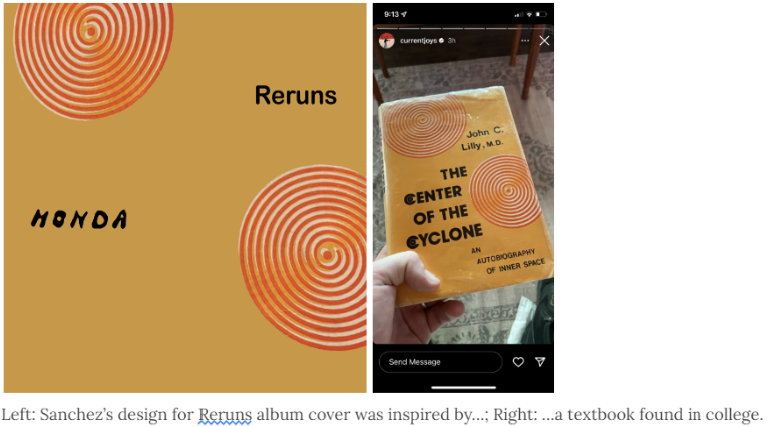 Reruns
HONDA
9:13
currentjoys 3h
John C.
Lilly, M.D.
THE
CENTER
OF THE
CYCLONE
AN
AUTOBIOGRAPHY
OF INNER SPACE
Send Message
Left: Sanchez’s design for Reruns album cover was inspired by…; Right: …a textbook found in college.